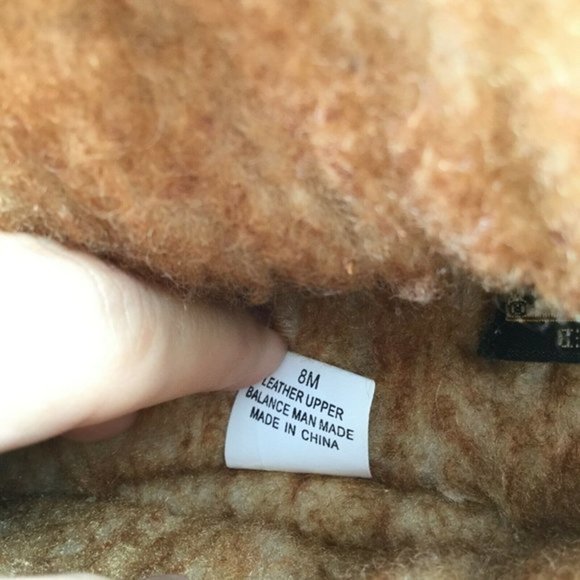 8M
LEATHER UPPER
BALANCE MAN MADE
MADE IN CHINA